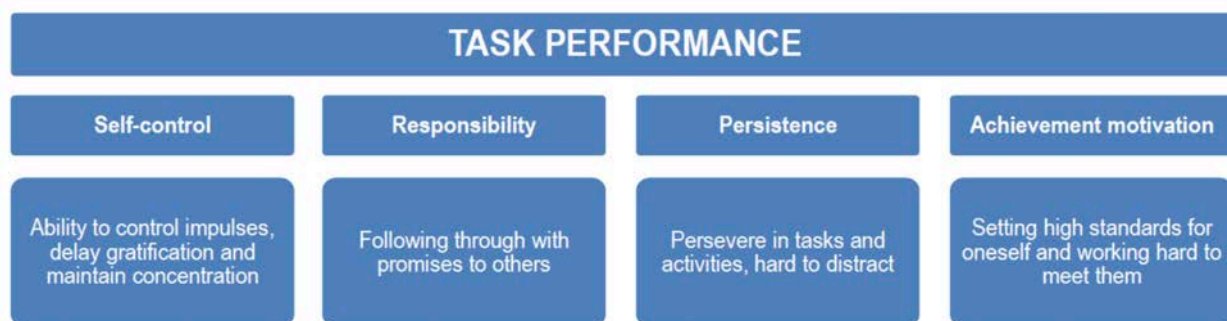 TASK PERFORMANCE
Self-control
Responsibility
Persistence
Achievement motivation
Ability to control impulses,
delay gratification and
maintain concentration
Following through with
promises to others
Persevere in tasks and
activities, hard to distract
Setting high standards for
oneself and working hard to
meet them